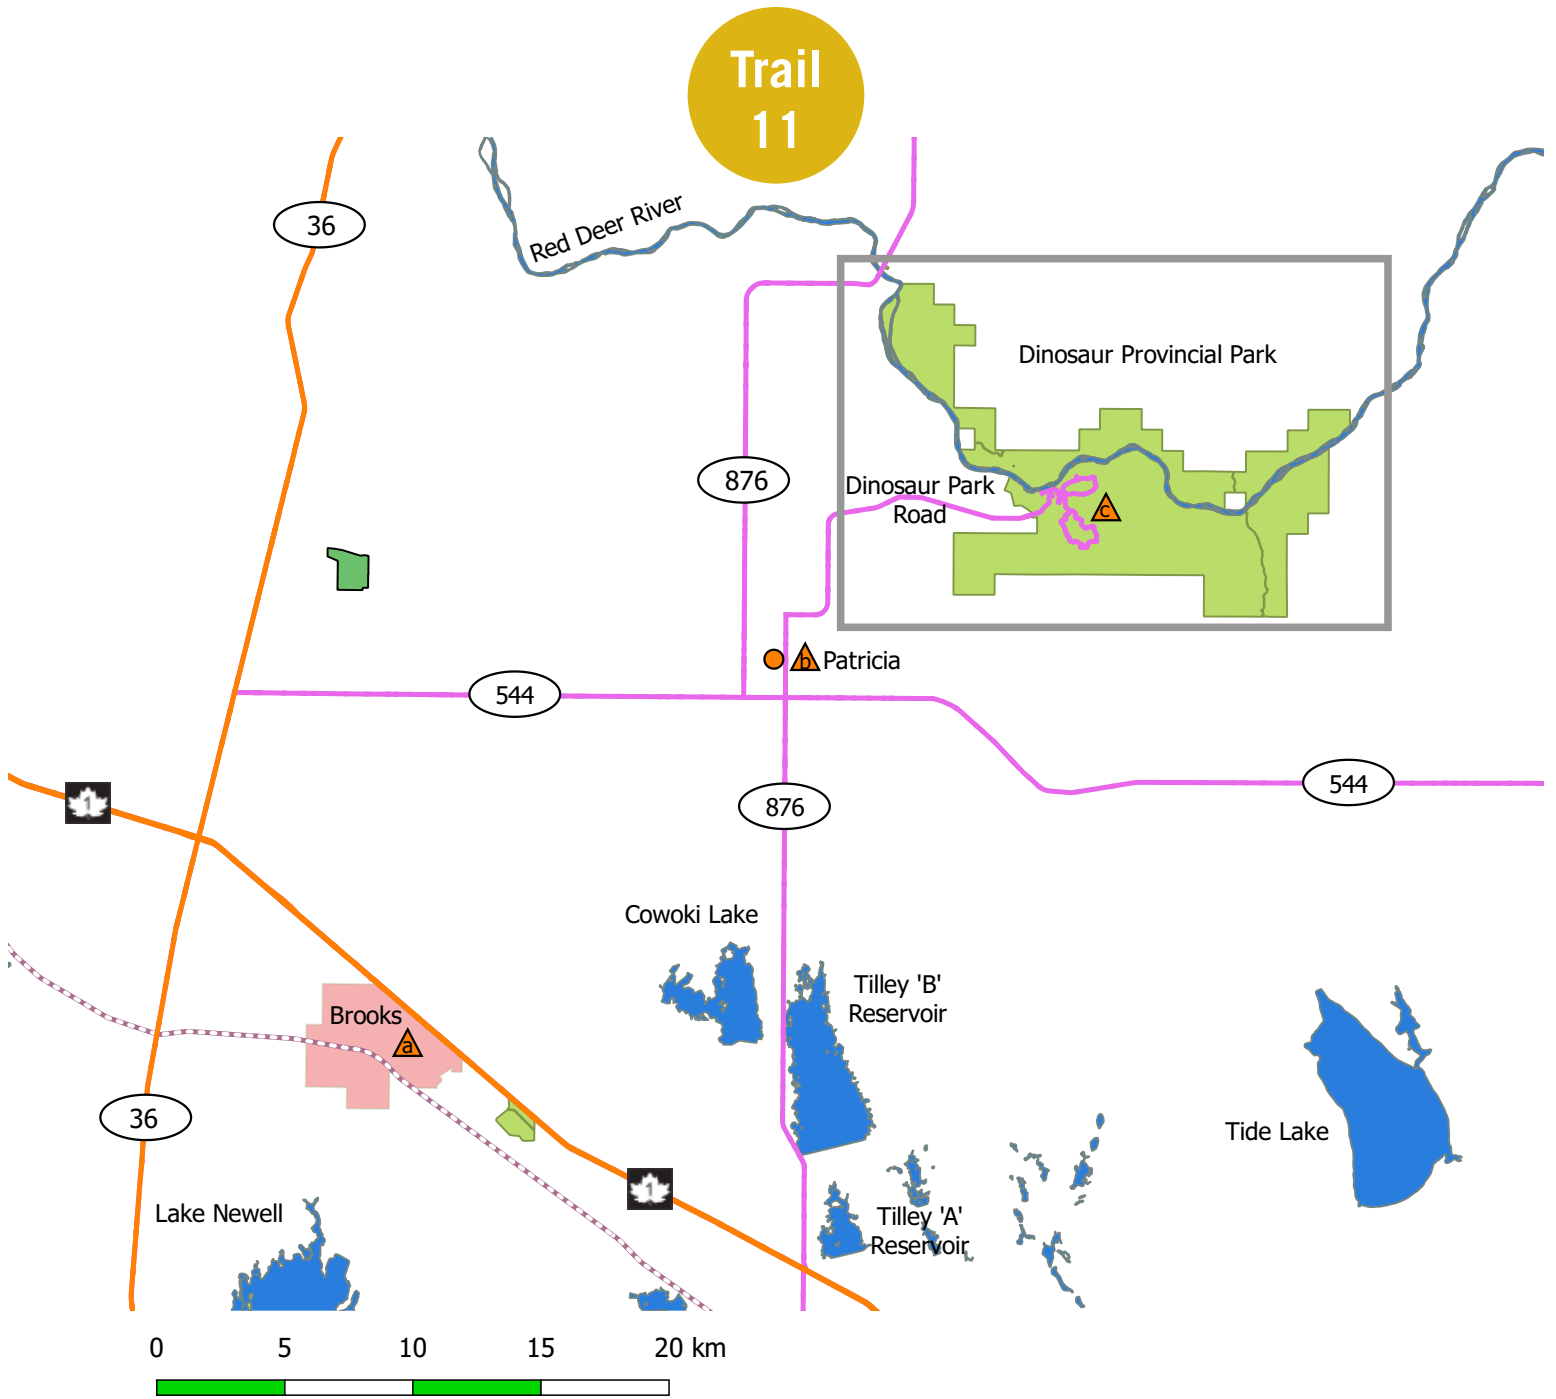 Trail
11
36
Red Deer River
Dinosaur Provincial Park
876
Dinosaur Park
Road
c
b
Patricia
544
544
1
876
Cowoki Lake
Tilley 'B'
Reservoir
Brooks
a
36
Tide Lake
1
Lake Newell
Tilley 'A'
Reservoir
0 5 10 15 20 km